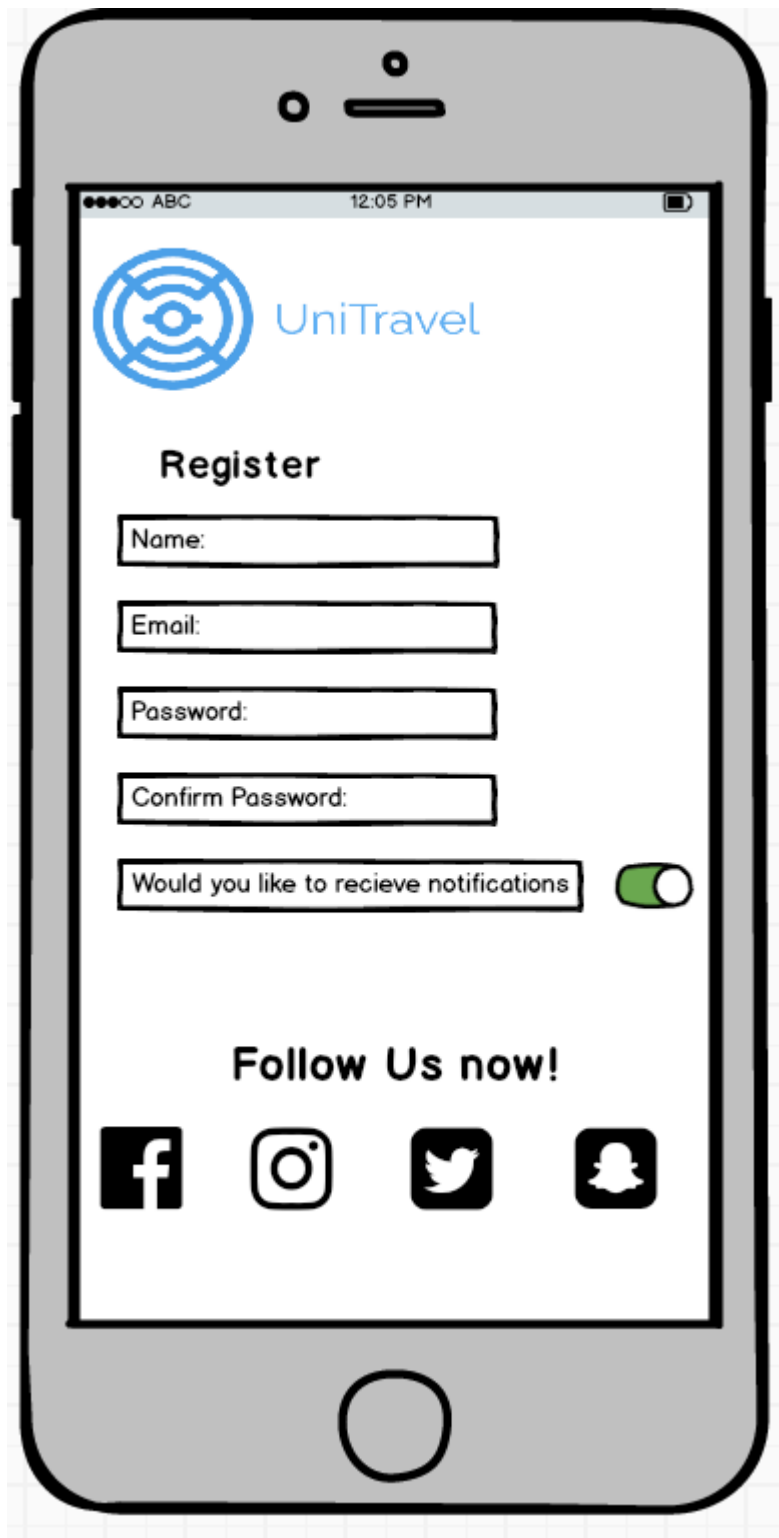 ABC 12:05 PM
UniTravel
Register
Name:
Email:
Password:
Confirm Password:
Would you like to recieve notifications
Follow Us now!